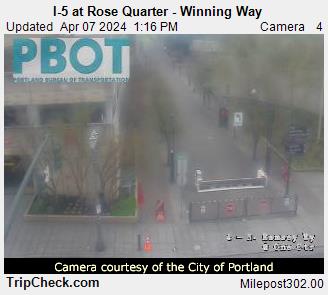 I-5 at Rose Quarter - Winning Way
Updated Apr 07 2024 1:16 PM Camera 4
PBOT
PORTLAND BUREAU OF TRANSPORTATION
Camera courtesy of the City of Portland
TripCheck.com Milepost302.00